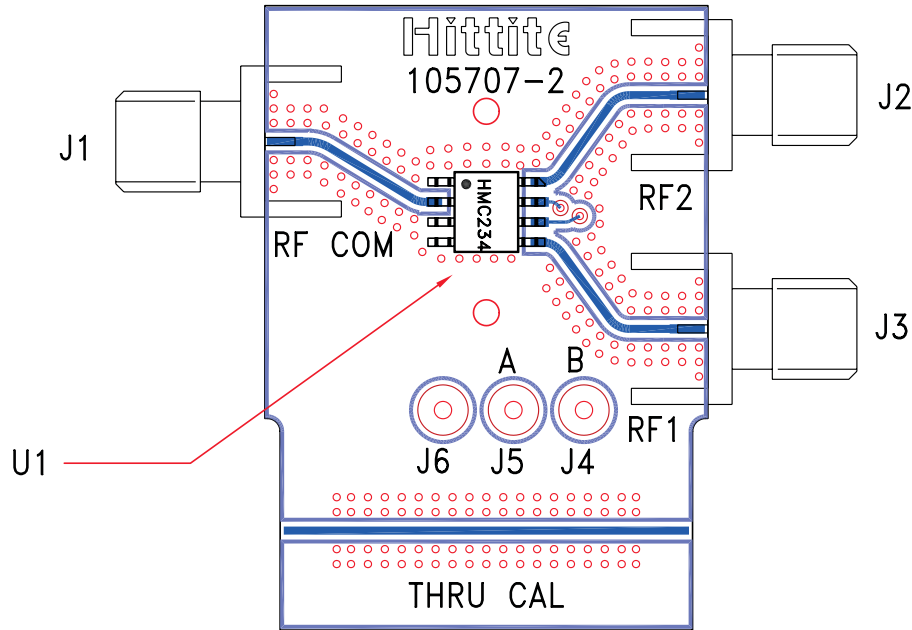 Hittite
105707-2
J1
J2
RF2
HMC234
RF COM
J3
A B
RF1
U1
J6 J5 J4
THRU CAL